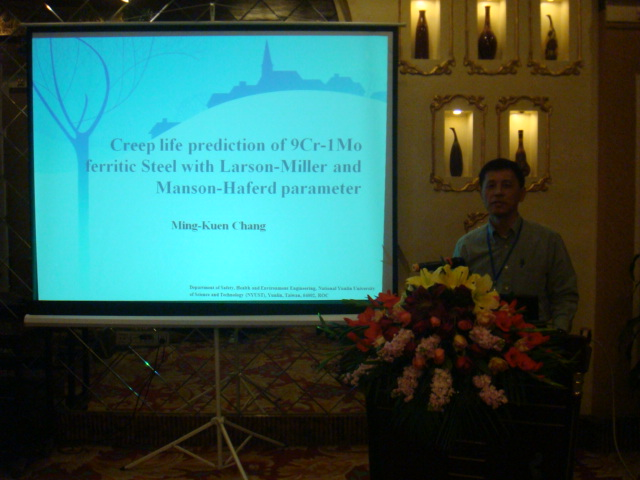 Creep life prediction of 9Cr-1Mo
ferritic Steel with Larson-Miller and
Manson-Haferd parameter
Ming-Kuen Chang
Department of Safety, Health and Environment Engineering, National Yunlin University
of Science and Technology (YUNTECH), Yunlin, Taiwan, 64002, ROC